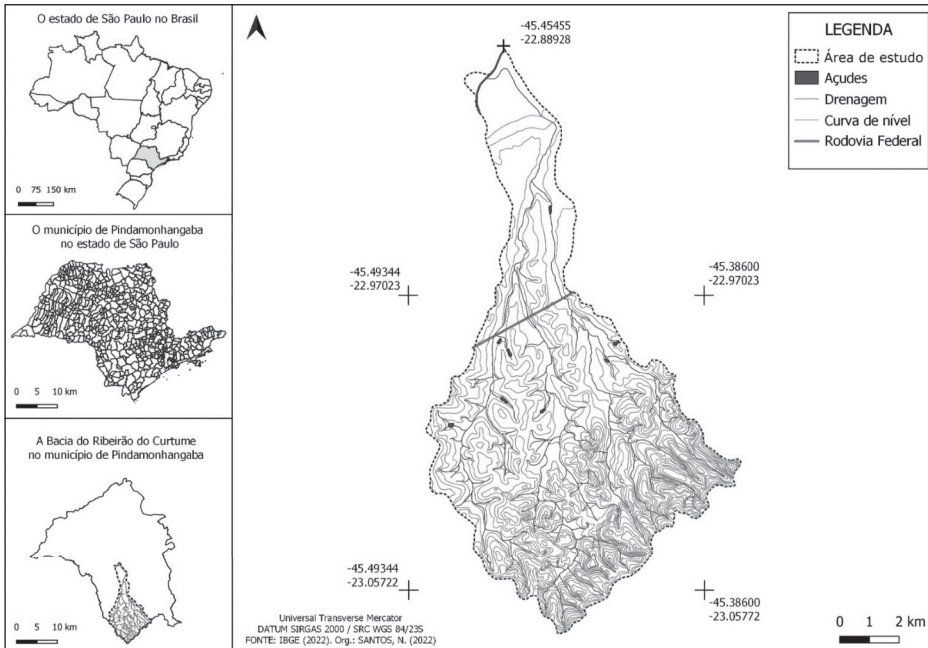 O estado de São Paulo no Brasil
0 75 150 km
O município de Pindamonhangaba
no estado de São Paulo
0 5 10 km
A Bacia do Ribeirão do Curtume
no município de Pindamonhangaba
0 5 10 km
-45.45455
-22.88928
-45.49344
-22.97023
-45.38600
-22.97023
-45.49344
-23.05722
-45.38600
-23.05772
Universal Transverse Mercator
DATUM SIRGAS 2000 / SRC WGS 84/23S
FONTE: IBGE (2022). Org.: SANTOS, N. (2022)
LEGENDA
Área de estudo
Açudes
Drenagem
Curva de nível
Rodovia Federal
0 1 2 km